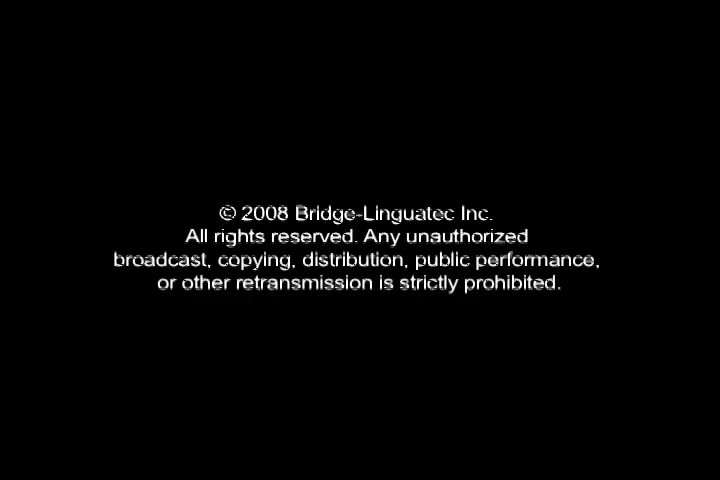 © 2008 Bridge-Linguatec Inc.
All rights reserved. Any unauthorized
broadcast, copying, distribution, public performance,
or other retransmission is strictly prohibited.